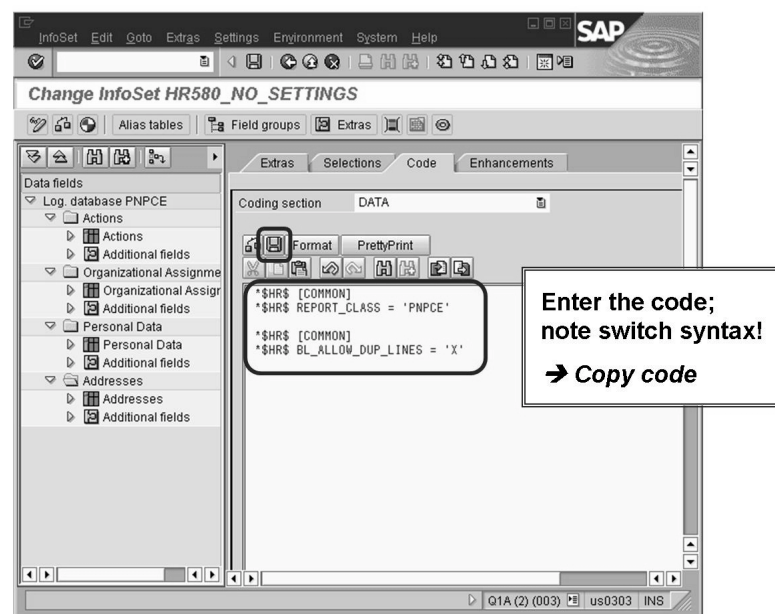 InfoSet Edit Goto Extras Settings Environment System Help
SAP
Change InfoSet HR580_NO_SETTINGS
Alias tables Field groups Extras
Data fields
Log. database PNPCE
Actions
Actions
Additional fields
Organizational Assignme
Organizational Assigr
Additional fields
Personal Data
Personal Data
Additional fields
Addresses
Addresses
Additional fields
Extras Selections Code Enhancements
Coding section DATA
Format PrettyPrint
*$HR$ [COMMON]
*$HR$ REPORT_CLASS = 'PNPCE'
*$HR$ [COMMON]
*$HR$ BL_ALLOW_DUP_LINES = 'X'
Enter the code;
note switch syntax!
➔ Copy code
Q1A (2) (003) us0303 INS